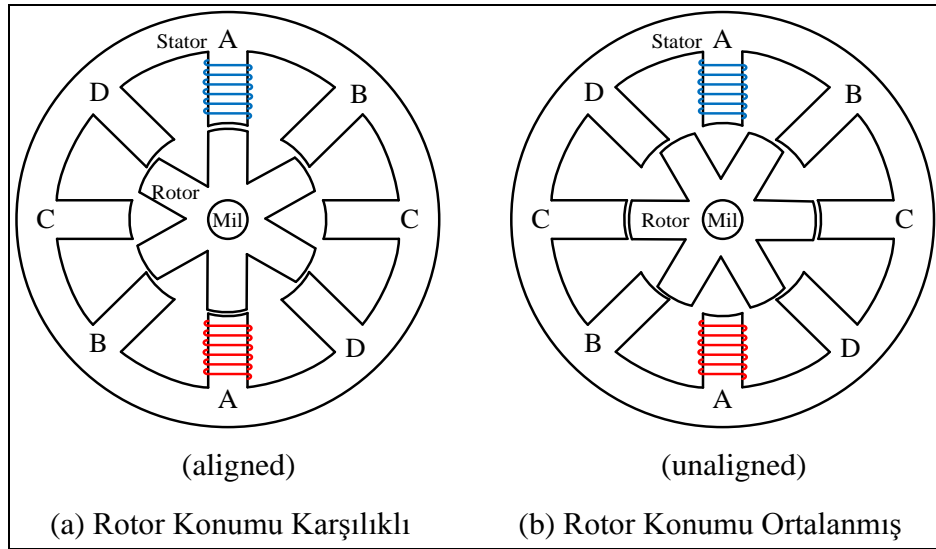 Stator A
D
B
Rotor
C
Mil
C
B
D
A
(aligned)
(a) Rotor Konumu Karşılıklı
Stator A
D
B
C
Rotor
Mil
C
B
D
A
(unaligned)
(b) Rotor Konumu Ortalanmış